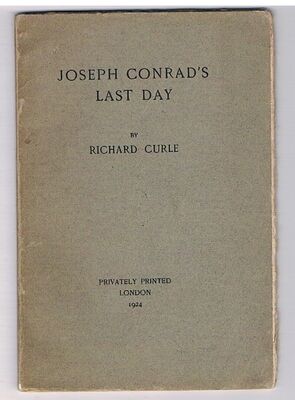 JOSEPH CONRAD'S
LAST DAY
BY
RICHARD CURLE
PRIVATELY PRINTED
LONDON
1924